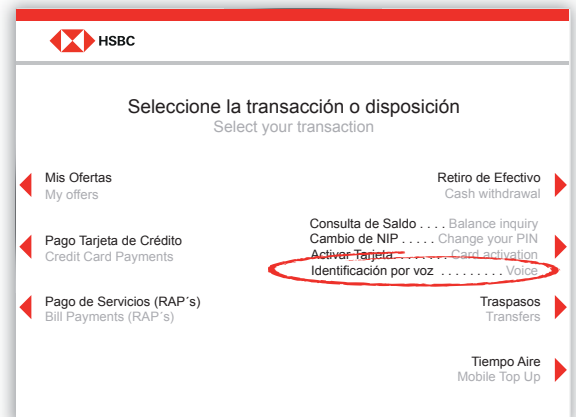 HSBC
Seleccione la transacción o disposición
Select your transaction
Mis Ofertas
My offers
Pago Tarjeta de Crédito
Credit Card Payments
Pago de Servicios (RAP´s)
Bill Payments (RAP´s)
Retiro de Efectivo
Cash withdrawal
Consulta de Saldo . . . . Balance inquiry
Cambio de NIP . . . . . Change your PIN
Activar Tarjeta . . . . . . . Card activation
Identificación por voz . . . . . . . . . Voice
Traspasos
Transfers
Tiempo Aire
Mobile Top Up